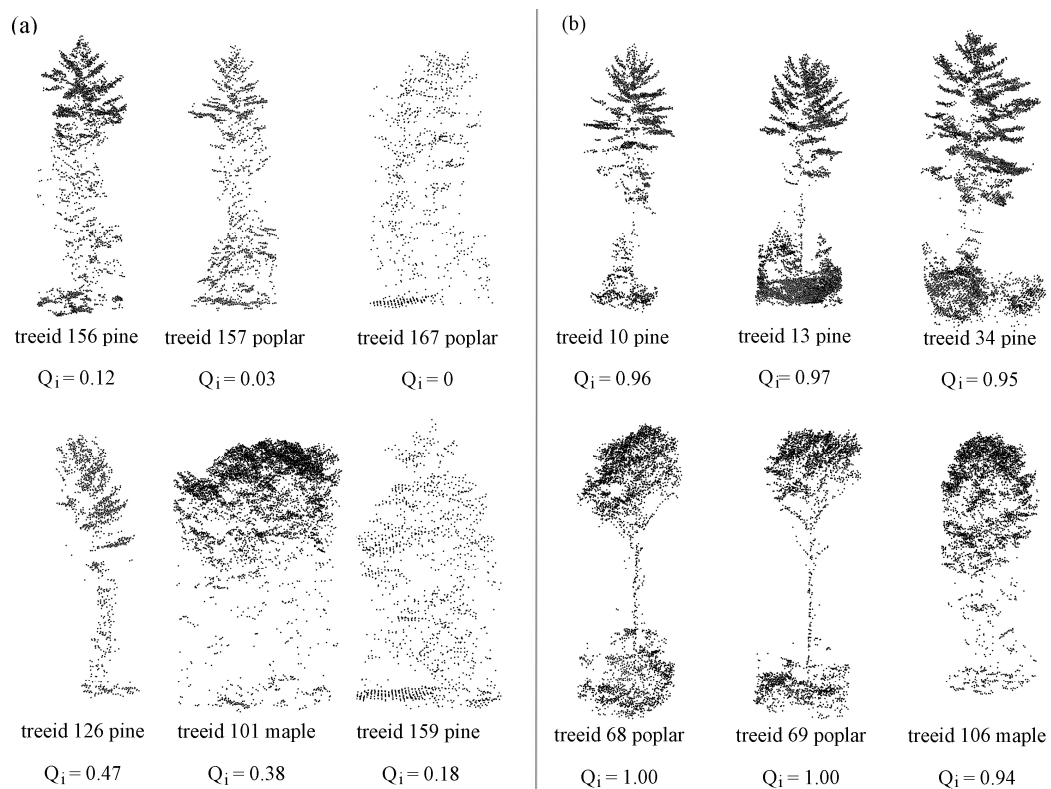 (a)
treeid 156 pine
treeid 157 poplar
treeid 167 poplar
Qi = 0.12
Qi = 0.03
Qi = 0
treeid 126 pine
treeid 101 maple
treeid 159 pine
Qi = 0.47
Qi = 0.38
Qi = 0.18
(b)
treeid 10 pine
treeid 13 pine
treeid 34 pine
Qi = 0.96
Qi = 0.97
Qi = 0.95
treeid 68 poplar
treeid 69 poplar
treeid 106 maple
Qi = 1.00
Qi = 1.00
Qi = 0.94